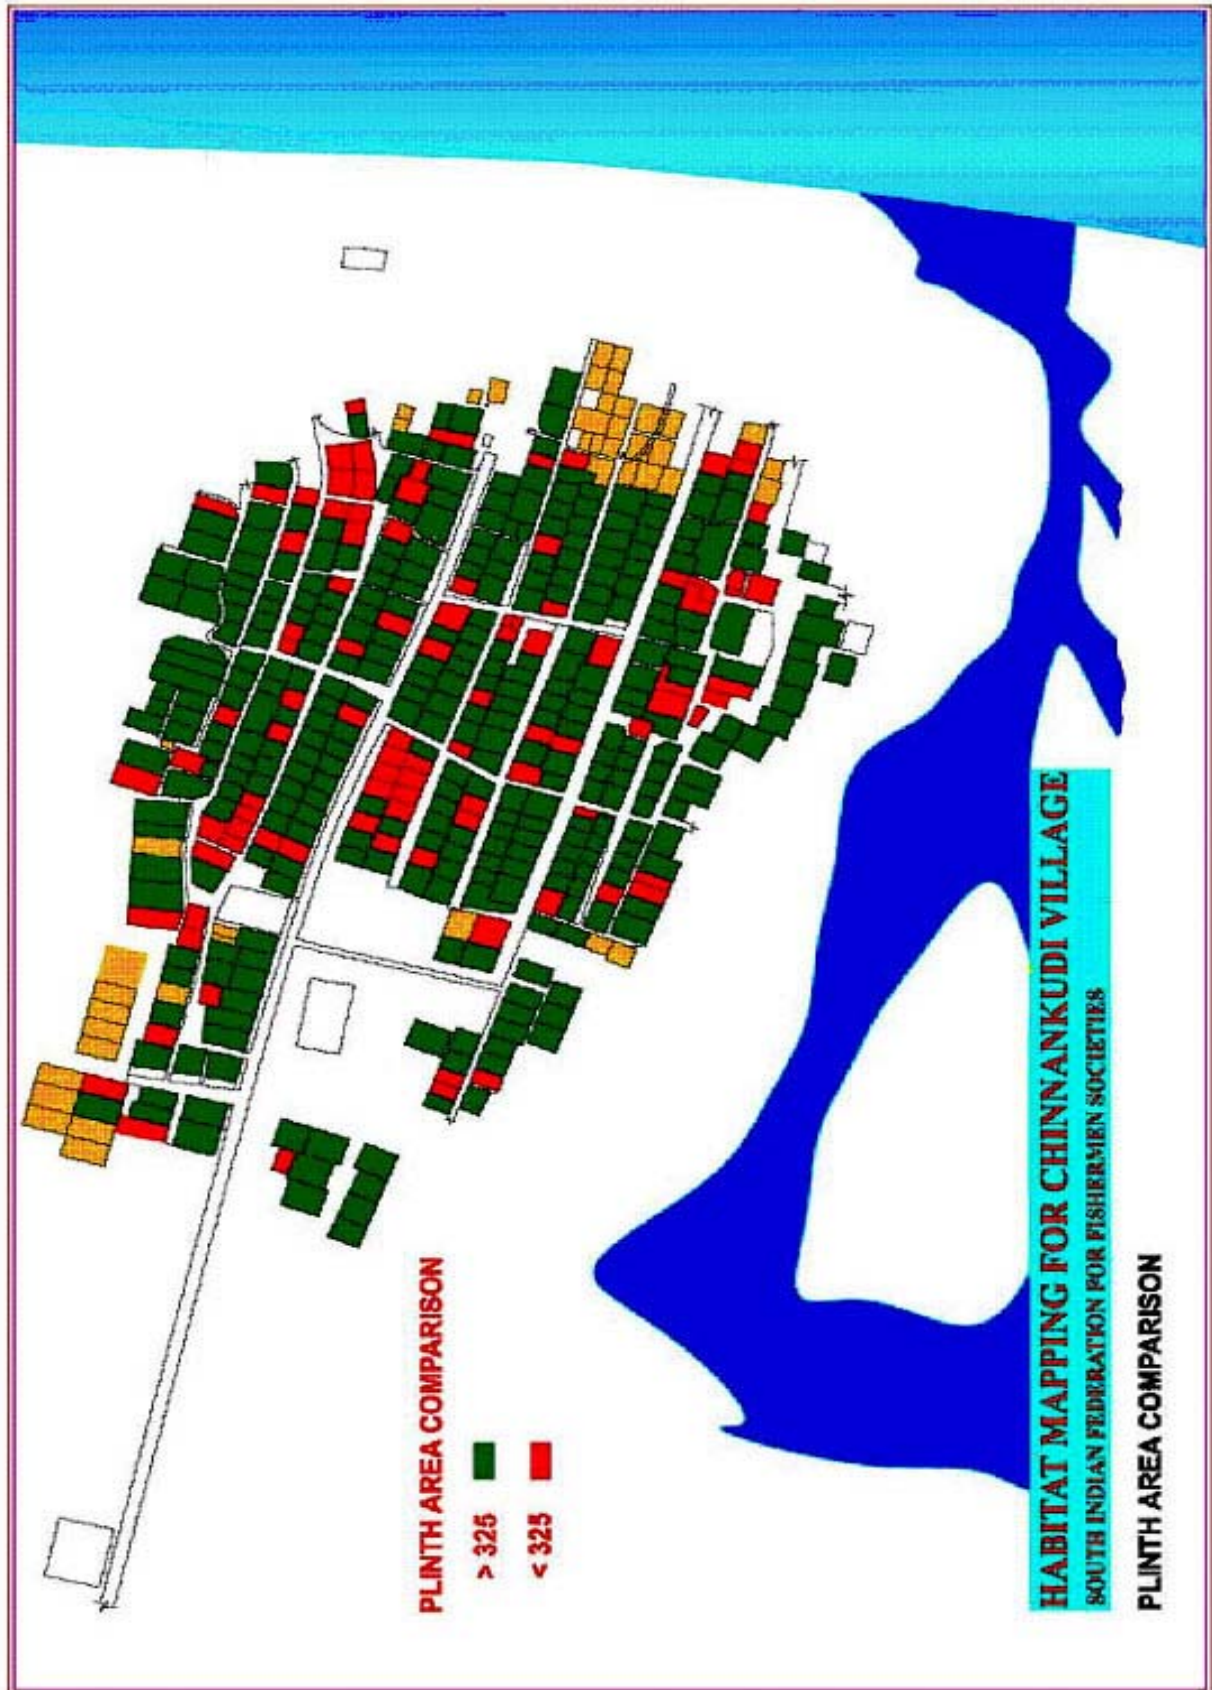 PLINTH AREA COMPARISON
> 325
< 325
HABITAT MAPPING FOR CHINNANKUDI VILLAGE
SOUTH INDIAN FEDERATION FOR FISHERMEN SOCIETIES
PLINTH AREA COMPARISON